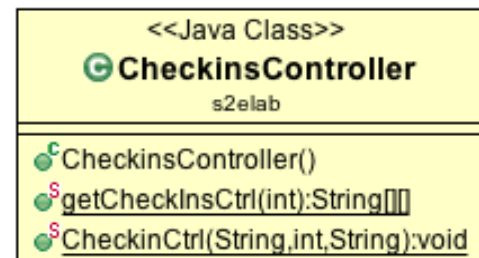 <<Java Class>>
CheckinsController
s2elab
CheckinsController()
getCheckInsCtrl(int):String[][]
CheckinCtrl(String,int,String):void